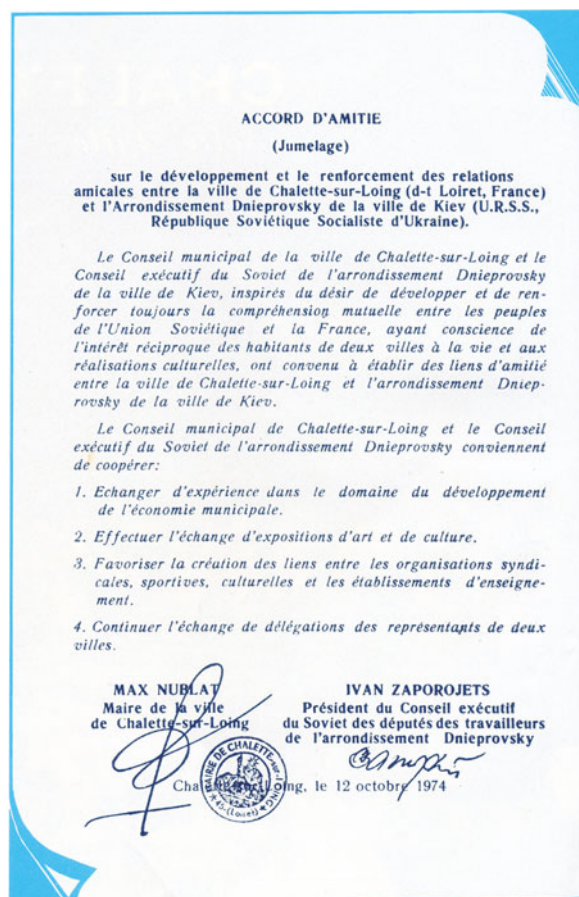 ACCORD D'AMITIE
(Jumelage)
sur le développement et le renforcement des relations
amicales entre la ville de Chalette-sur-Loing (d-t Loiret, France)
et l'Arrondissement Dnieprovsky de la ville de Kiev (U.R.S.S.,
République Soviétique Socialiste d'Ukraine).
Le Conseil municipal de la ville de Chalette-sur-Loing et le
Conseil exécutif du Soviet de l'arrondissement Dnieprovsky
de la ville de Kiev, inspirés du désir de développer et de ren-
forcer toujours la compréhension mutuelle entre les peuples
de l'Union Soviétique et la France, ayant conscience de
l'intérêt réciproque des habitants de deux villes à la vie et aux
réalisations culturelles, ont convenu à établir des liens d'amitié
entre la ville de Chalette-sur-Loing et l'arrondissement Dniep-
rovsky de la ville de Kiev.
Le Conseil municipal de Chalette-sur-Loing et le Conseil
exécutif du Soviet de l'arrondissement Dnieprovsky conviennent
de coopérer:
1. Echanger d'expérience dans le domaine du développement
de l'économie municipale.
2. Effectuer l'échange d'expositions d'art et de culture.
3. Favoriser la création des liens entre les organisations syndi-
cales, sportives, culturelles et les établissements d'enseigne-
ment.
4. Continuer l'échange de délégations des représentants de deux
villes.
MAX NUBLAT
Maire de la ville
de Chalette-sur-Loing
IVAN ZAPOROJETS
Président du Conseil exécutif
du Soviet des députés des travailleurs
de l'arrondissement Dnieprovsky
MAIRIE DE CHALETTE-sur-LOING
45-(Loiret)
Chalette-sur-Loing, le 12 octobre 1974